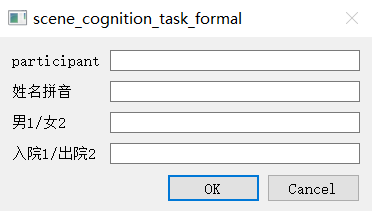 scene_cognition_task_formal
participant
姓名拼音
男1/女2
入院1/出院2
OK Cancel